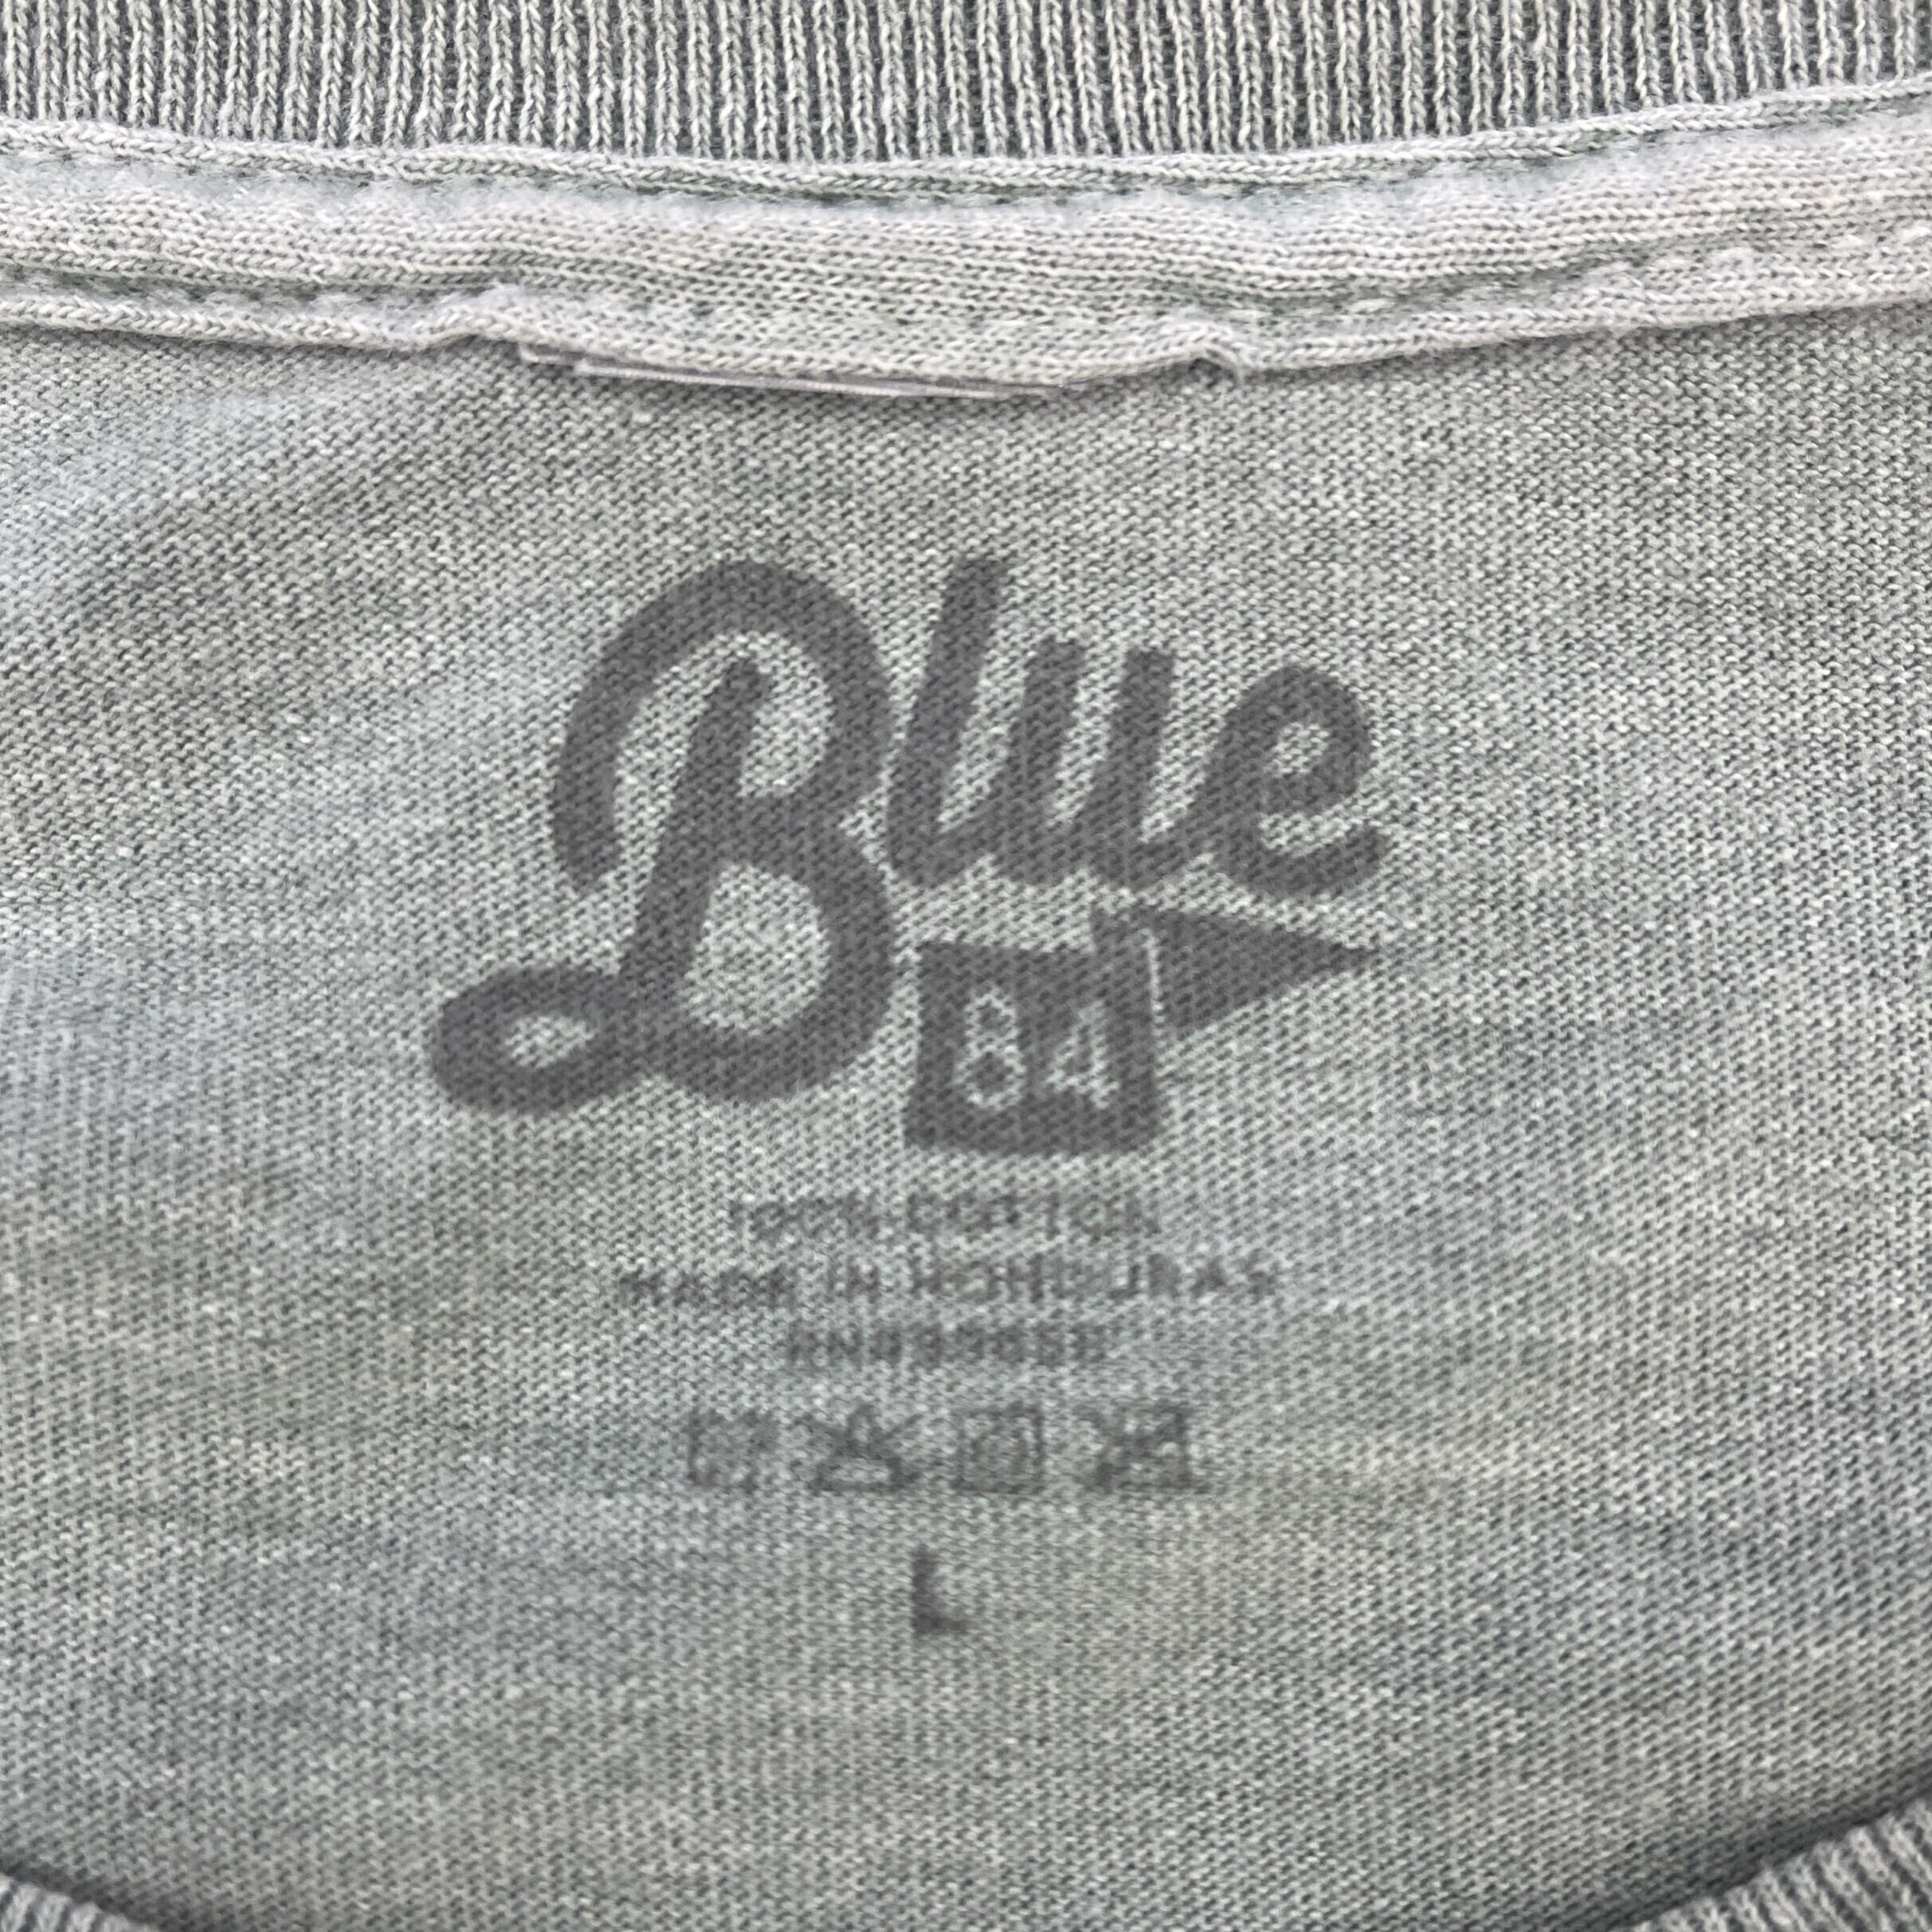 Blue
84
100% COTTON
MADE IN HONDURAS
L